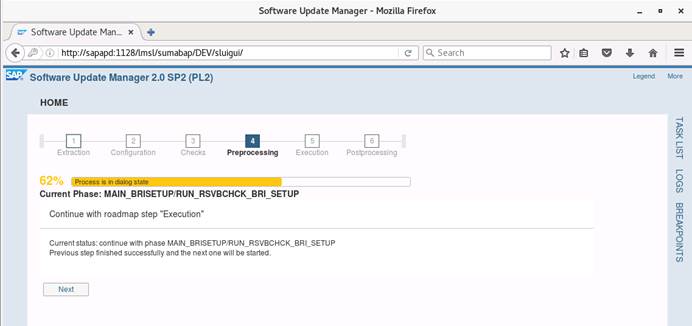 Software Update Manager - Mozilla Firefox
Software Update Man...
http://sapapd:1128/lmsl/sumabap/DEV/sluigui/
Search
SAP Software Update Manager 2.0 SP2 (PL2)
Legend More
HOME
1 2 3 4 5 6
Extraction Configuration Checks Preprocessing Execution Postprocessing
62% Process is in dialog state
Current Phase: MAIN_BRISETUP/RUN_RSVBCHCK_BRI_SETUP
Continue with roadmap step "Execution"
Current status: continue with phase MAIN_BRISETUP/RUN_RSVBCHCK_BRI_SETUP
Previous step finished successfully and the next one will be started.
Next
TASK LIST
LOGS
BREAKPOINTS